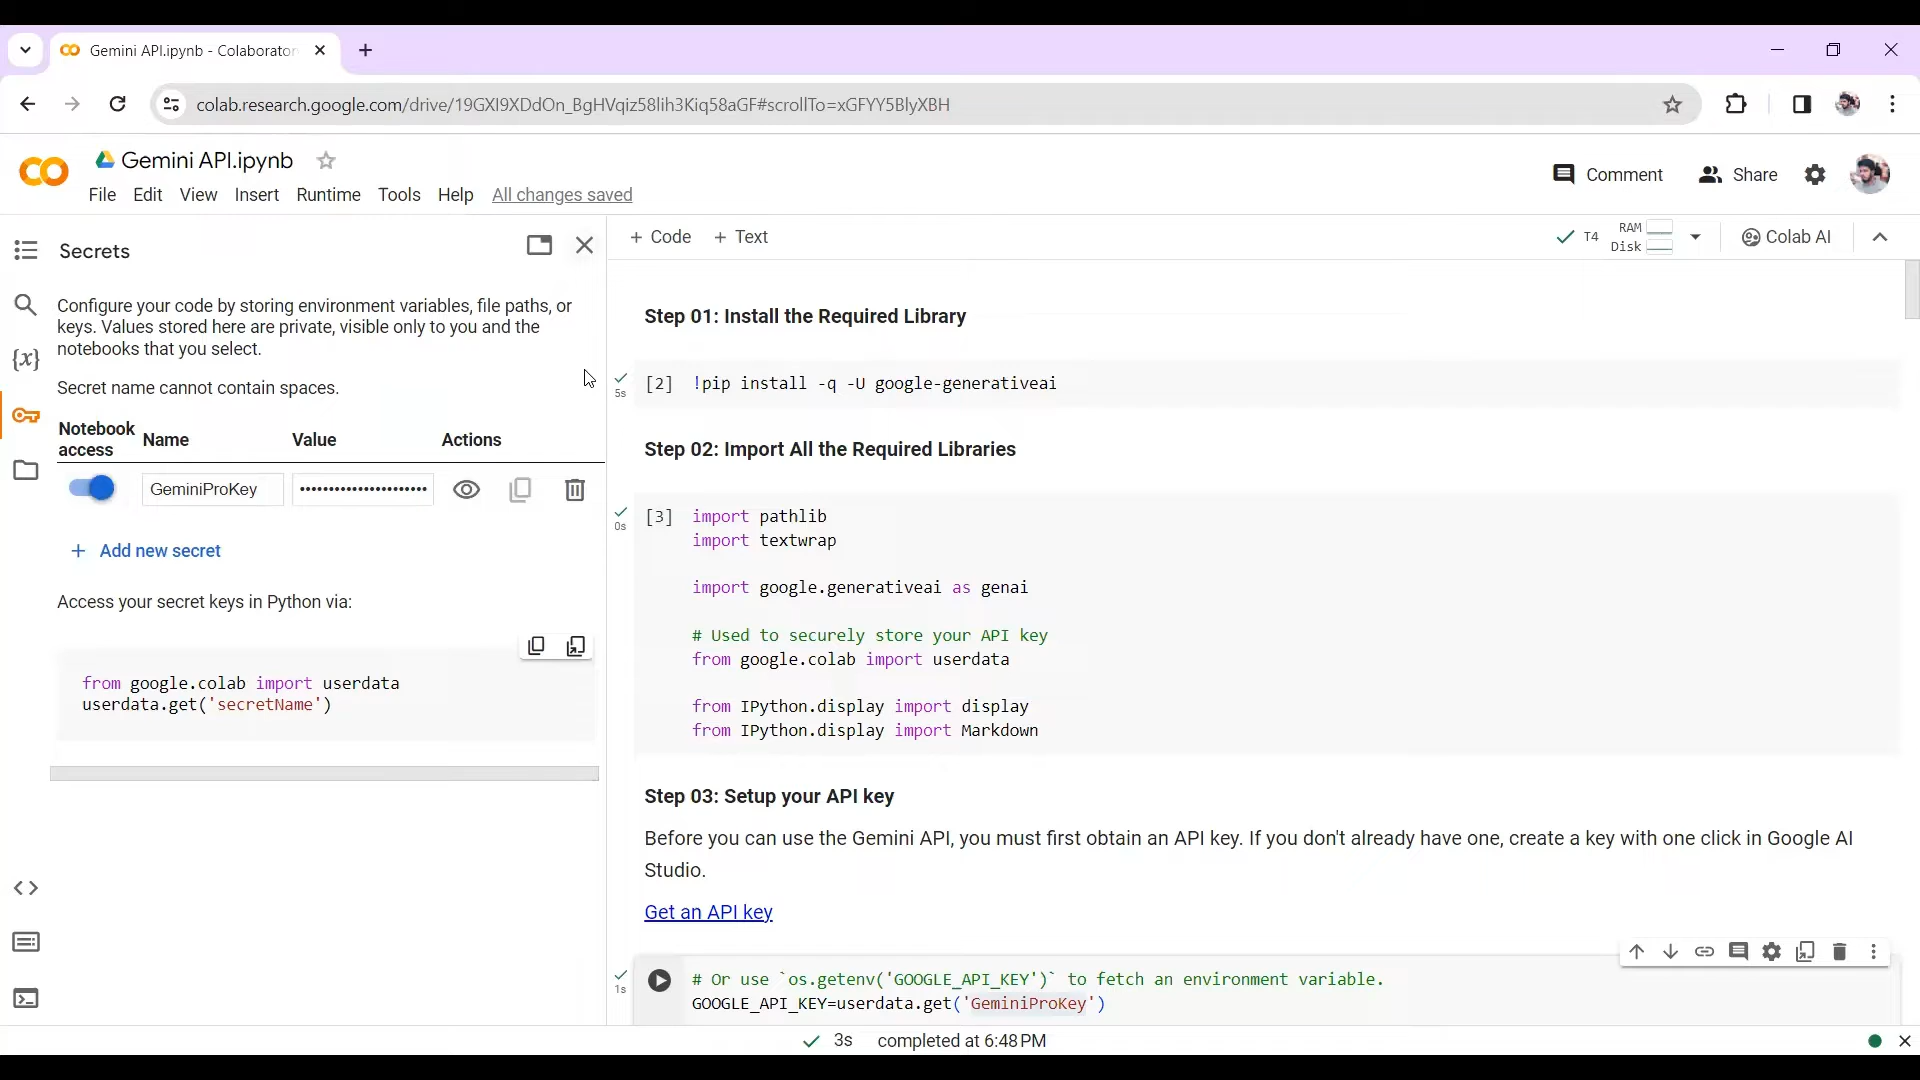 Gemini API.ipynb - Colaborator
colab.research.google.com/drive/19GXI9XDdOn_BgHVqiz58lih3Kiq58aGF#scrollTo=xGFYY5BlyXBH
Gemini API.ipynb
File Edit View Insert Runtime Tools Help All changes saved
Comment Share
Secrets
Configure your code by storing environment variables, file paths, or
keys. Values stored here are private, visible only to you and the
notebooks that you select.
Secret name cannot contain spaces.
Notebook
access Name Value Actions
GeminiProKey ••••••••••••••••••••••
+ Add new secret
Access your secret keys in Python via:
from google.colab import userdata
userdata.get('secretName')
+ Code + Text
T4 RAM
Disk
Colab AI
Step 01: Install the Required Library
5s
[2] !pip install -q -U google-generativeai
Step 02: Import All the Required Libraries
0s
[3] import pathlib
import textwrap
import google.generativeai as genai
# Used to securely store your API key
from google.colab import userdata
from IPython.display import display
from IPython.display import Markdown
Step 03: Setup your API key
Before you can use the Gemini API, you must first obtain an API key. If you don't already have one, create a key with one click in Google AI
Studio.
Get an API key
1s
# Or use `os.getenv('GOOGLE_API_KEY')` to fetch an environment variable.
GOOGLE_API_KEY=userdata.get('GeminiProKey')
3s completed at 6:48 PM